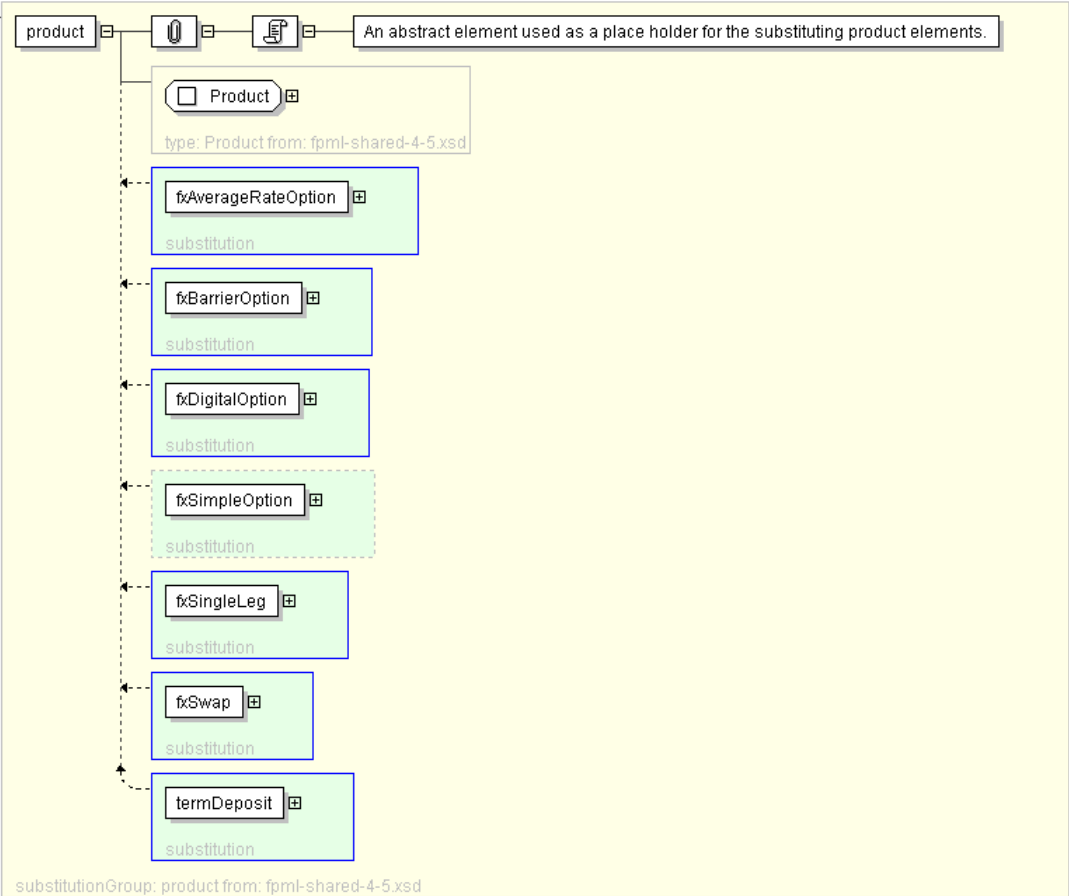 product
An abstract element used as a place holder for the substituting product elements.
Product
type: Product from: fpml-shared-4-5.xsd
fxAverageRateOption
substitution
fxBarrierOption
substitution
fxDigitalOption
substitution
fxSimpleOption
substitution
fxSingleLeg
substitution
fxSwap
substitution
termDeposit
substitution
substitutionGroup: product from: fpml-shared-4-5.xsd